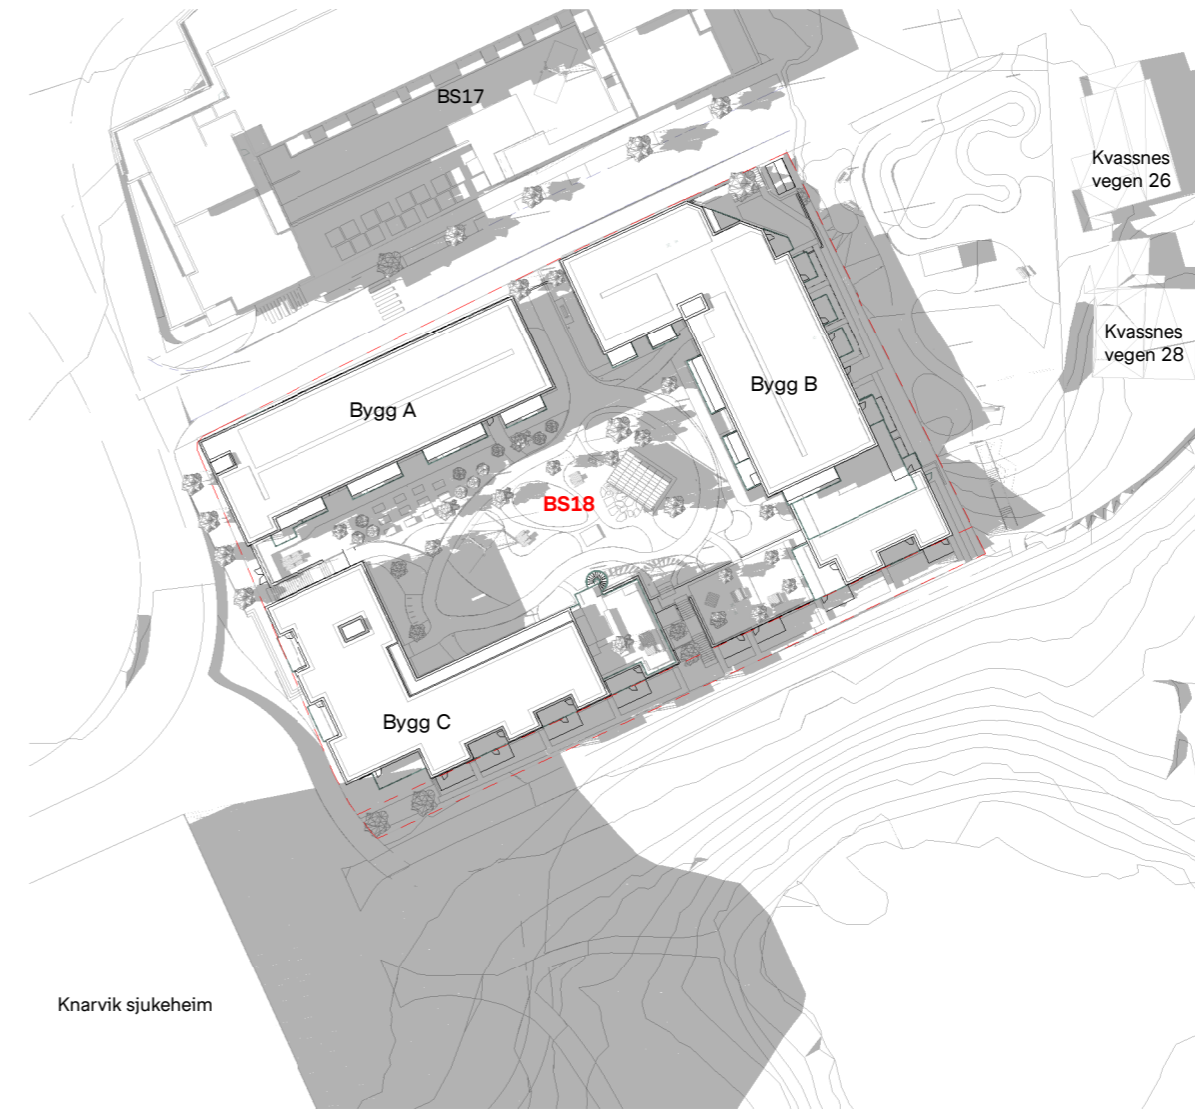 BS17
Kvassnes
vegen 26
Kvassnes
vegen 28
Bygg A
Bygg B
BS18
Bygg C
Knarvik sjukeheim